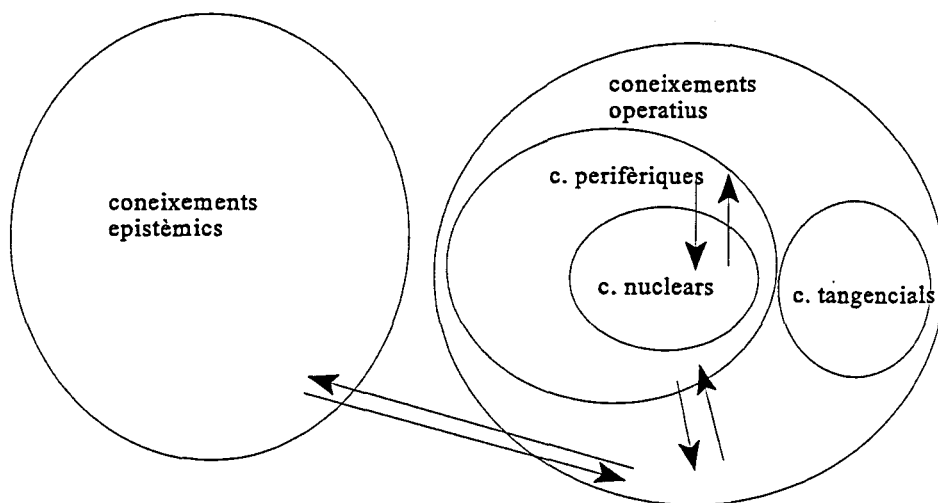 coneixements
operatius
c. perifèriques
coneixements
epistèmics
c. nuclears
c. tangencials